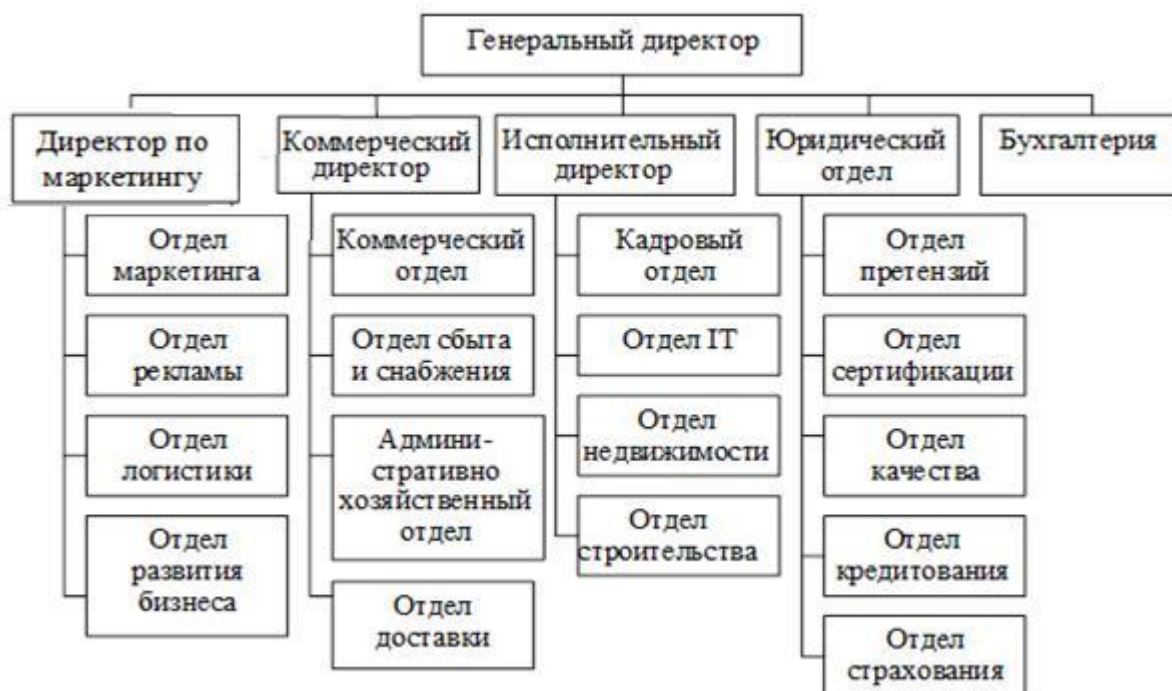 Генеральный директор
Директор по
маркетингу
Коммерческий
директор
Исполнительный
директор
Юридический
отдел
Бухгалтерия
Отдел
маркетинга
Отдел
рекламы
Отдел
логистики
Отдел
развития
бизнеса
Коммерческий
отдел
Отдел сбыта
и снабжения
Админи-
стративно
хозяйственный
отдел
Отдел
доставки
Кадровый
отдел
Отдел IT
Отдел
недвижимости
Отдел
строительства
Отдел
претензий
Отдел
сертификации
Отдел
качества
Отдел
кредитования
Отдел
страхования